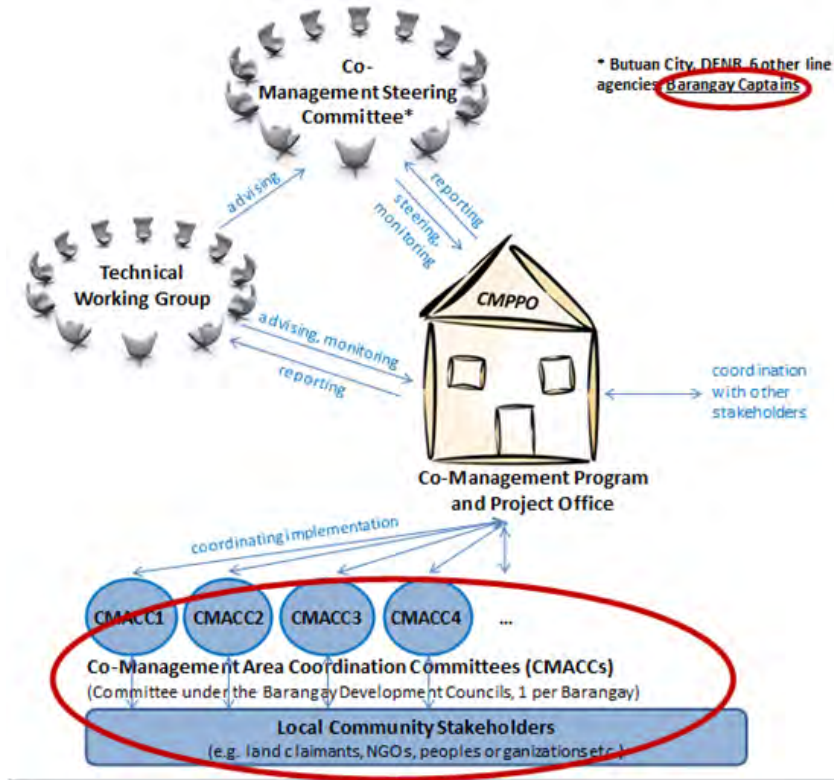 Co-
Management Steering
Committee*
* Butuan City, DENR, 6 other line
agencies, Barangay Captains
advising
reporting
steering,
monitoring
Technical
Working Group
CMPPO
advising, monitoring
reporting
coordination
with other
stakeholders
Co-Management Program
and Project Office
coordinating implementation
CMACC1
CMACC2
CMACC3
CMACC4
...
Co-Management Area Coordination Committees (CMACCs)
(Committee under the Barangay Development Councils, 1 per Barangay)
Local Community Stakeholders
(e.g. land claimants, NGOs, peoples organizations etc.)